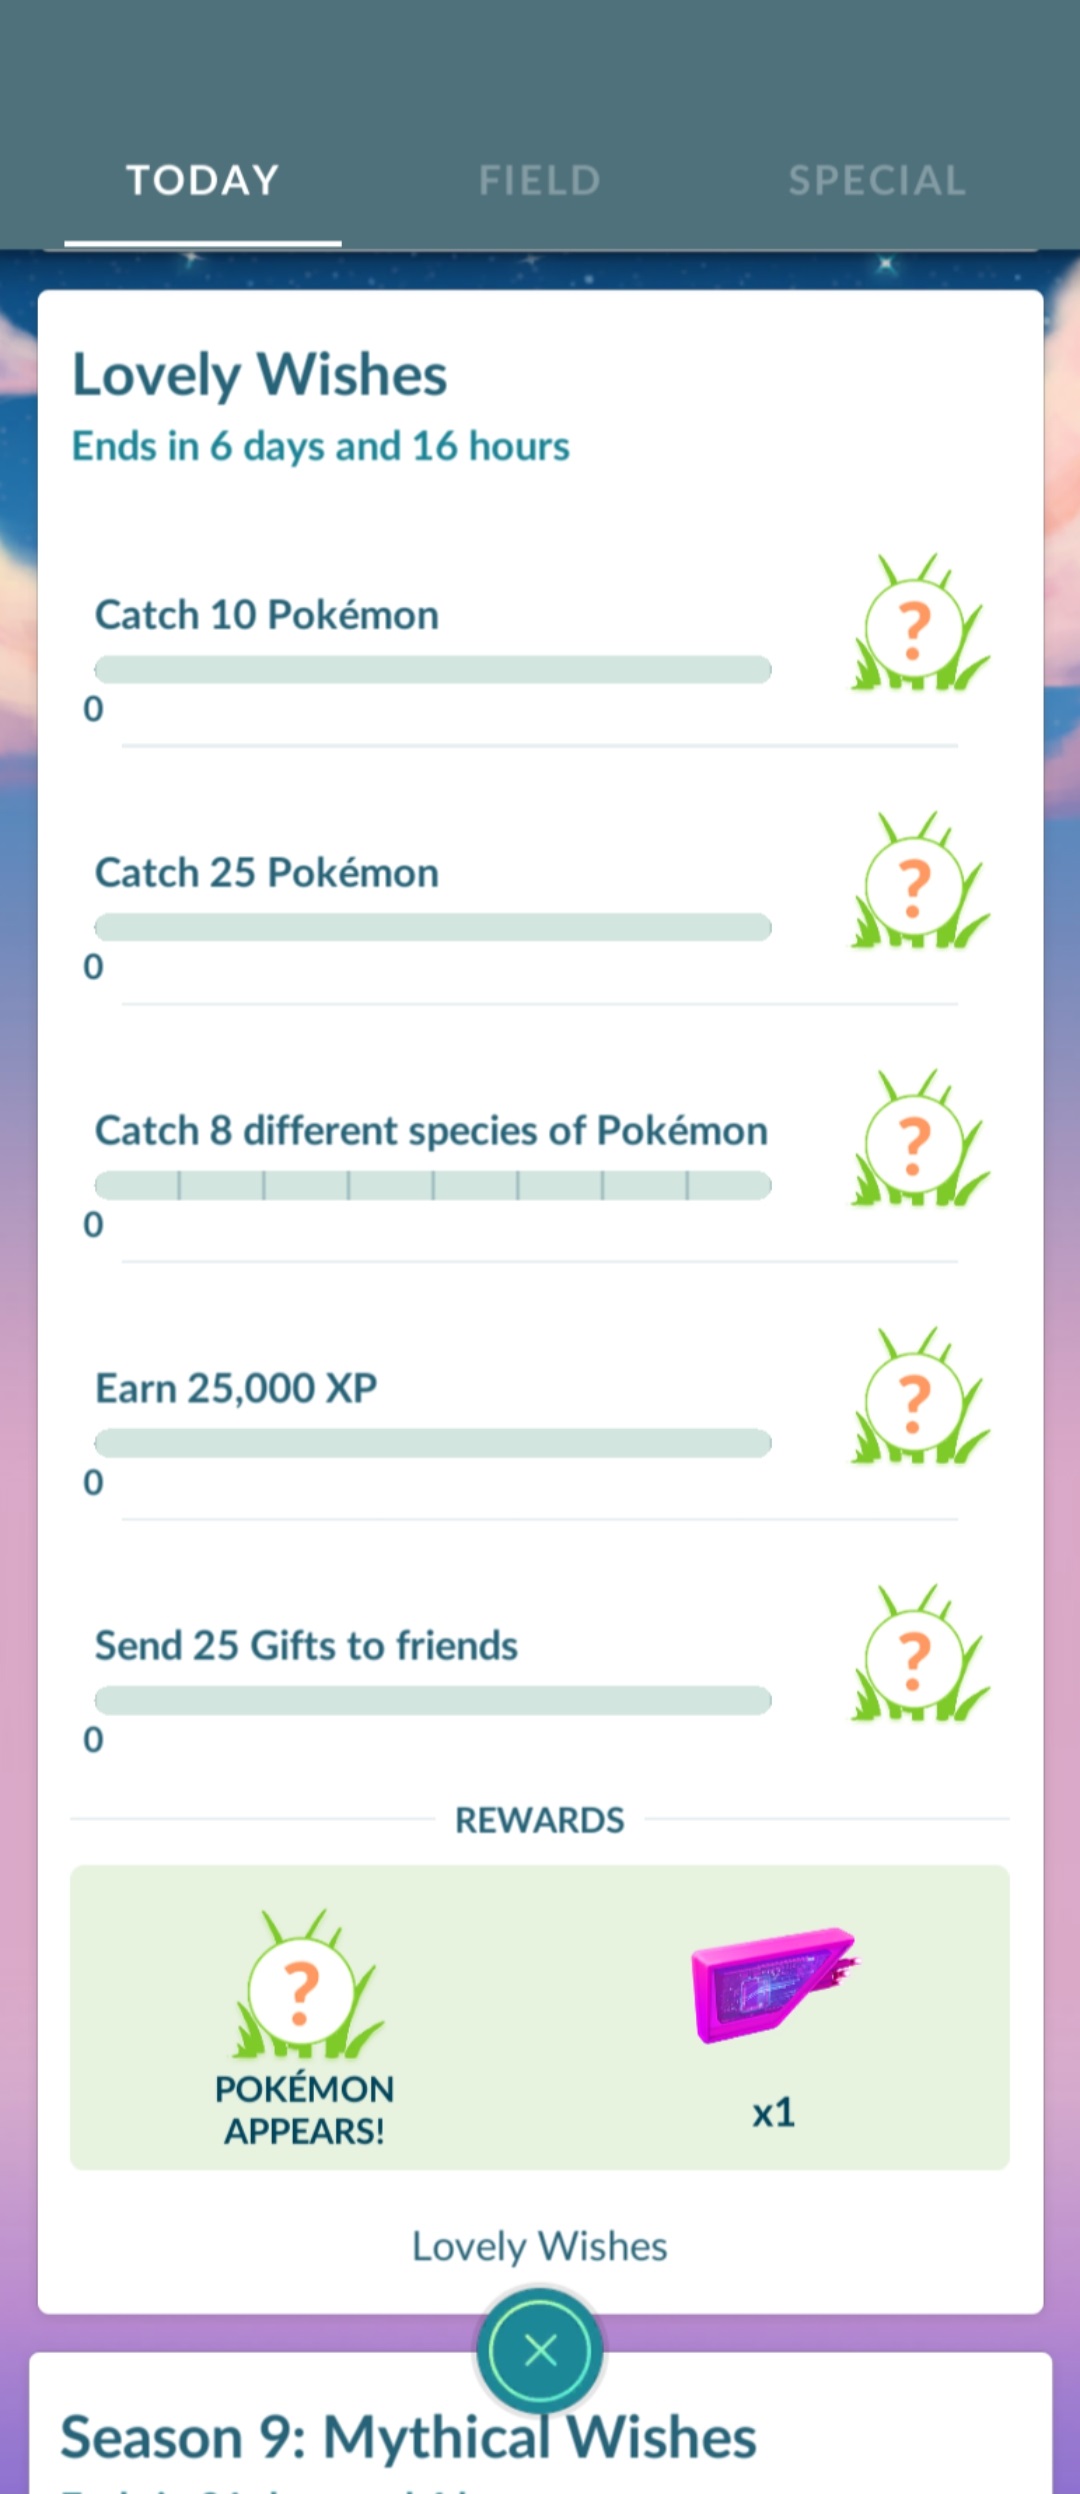 TODAY FIELD SPECIAL
Lovely Wishes
Ends in 6 days and 16 hours
Catch 10 Pokémon
?
0
Catch 25 Pokémon
?
0
Catch 8 different species of Pokémon
?
0
Earn 25,000 XP
?
0
Send 25 Gifts to friends
?
0
REWARDS
?
POKÉMON
APPEARS!
x1
Lovely Wishes
Season 9: Mythical Wishes